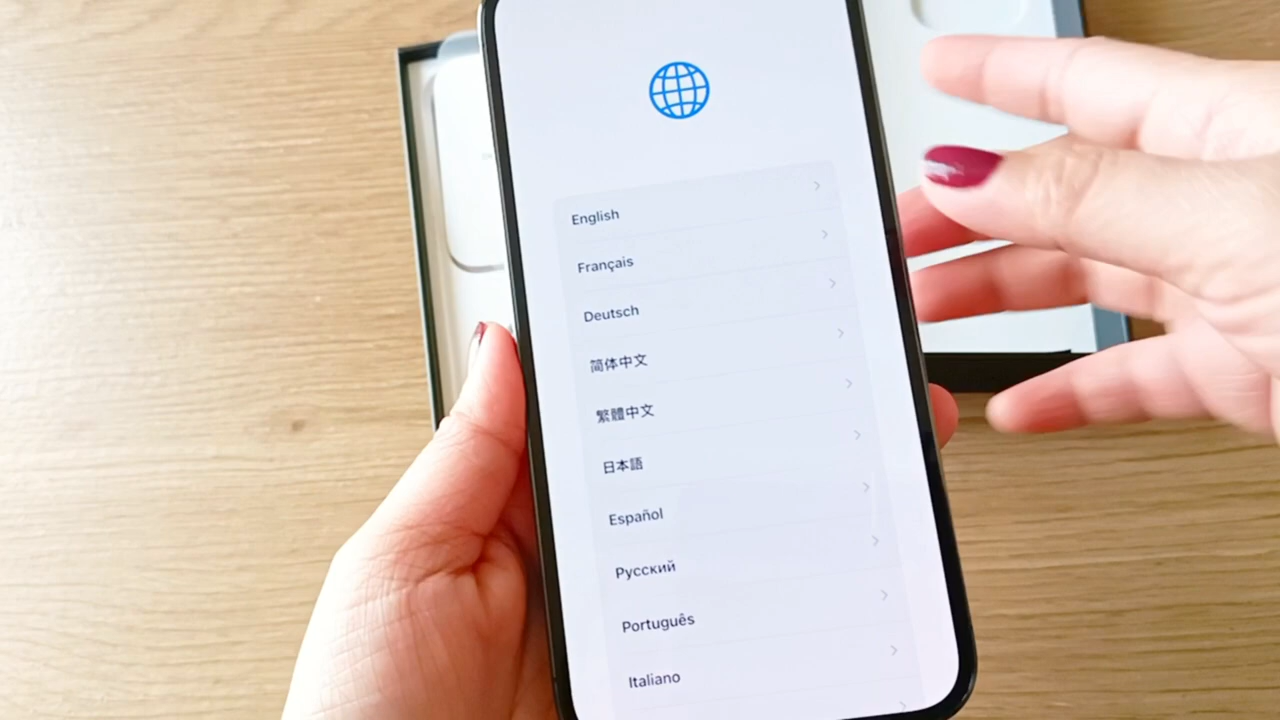 English
Français
Deutsch
简体中文
繁體中文
日本語
Español
Русский
Português
Italiano